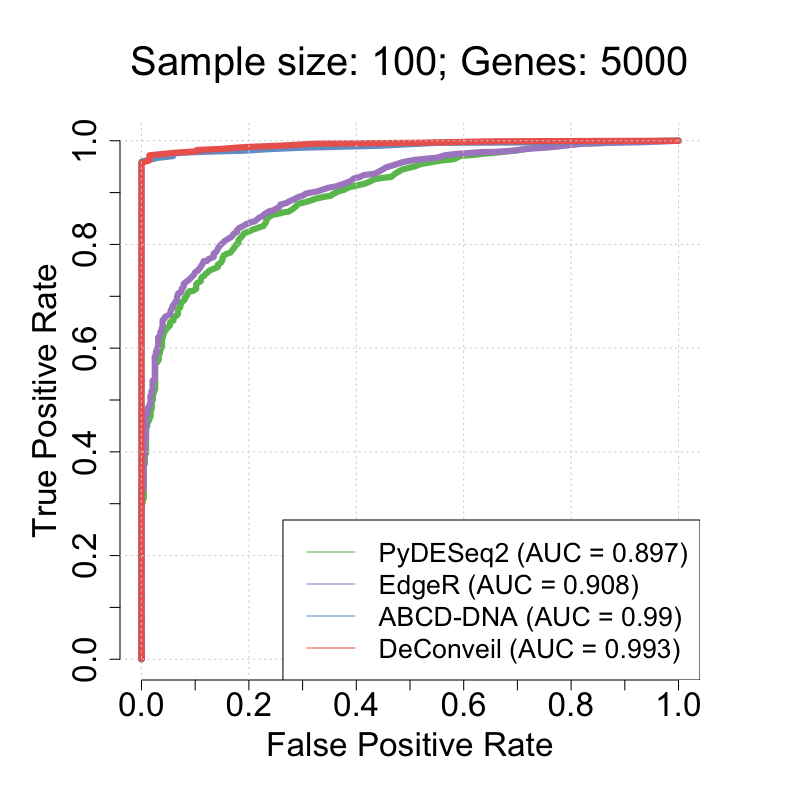 Sample size: 100; Genes: 5000
True Positive Rate
1.0
0.8
0.6
0.4
0.2
0.0
PyDESeq2 (AUC = 0.897)
EdgeR (AUC = 0.908)
ABCD-DNA (AUC = 0.99)
DeConveil (AUC = 0.993)
0.0 0.2 0.4 0.6 0.8 1.0
False Positive Rate